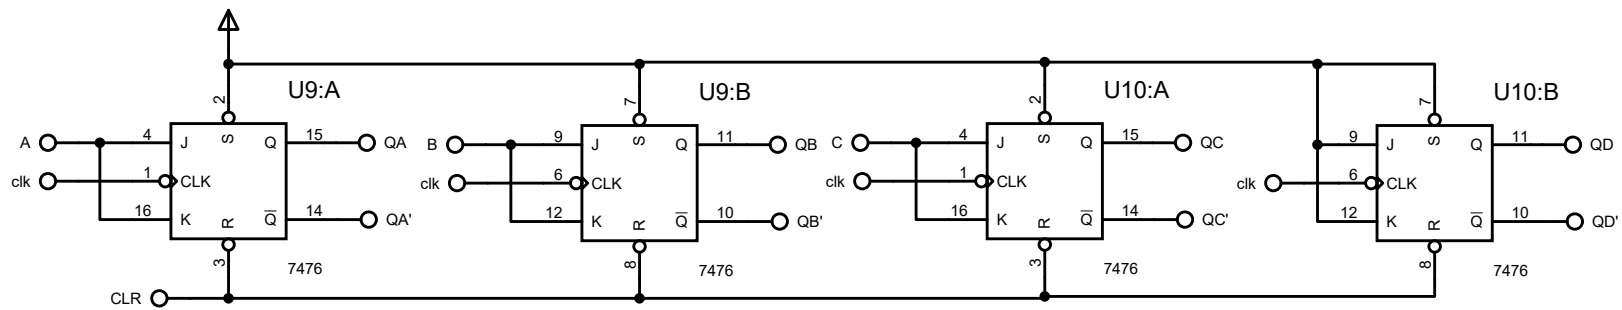 U9:A
U9:B
U10:A
U10:B
2
7
2
7
A
4
J
S
Q
15
QA
clk
1
CLK
16
K
R
Q
14
QA'
3
7476
B
9
J
S
Q
11
QB
clk
6
CLK
12
K
R
Q
10
QB'
8
7476
C
4
J
S
Q
15
QC
clk
1
CLK
16
K
R
Q
14
QC'
3
7476
9
J
S
Q
11
QD
clk
6
CLK
12
K
R
Q
10
QD'
8
7476
CLR